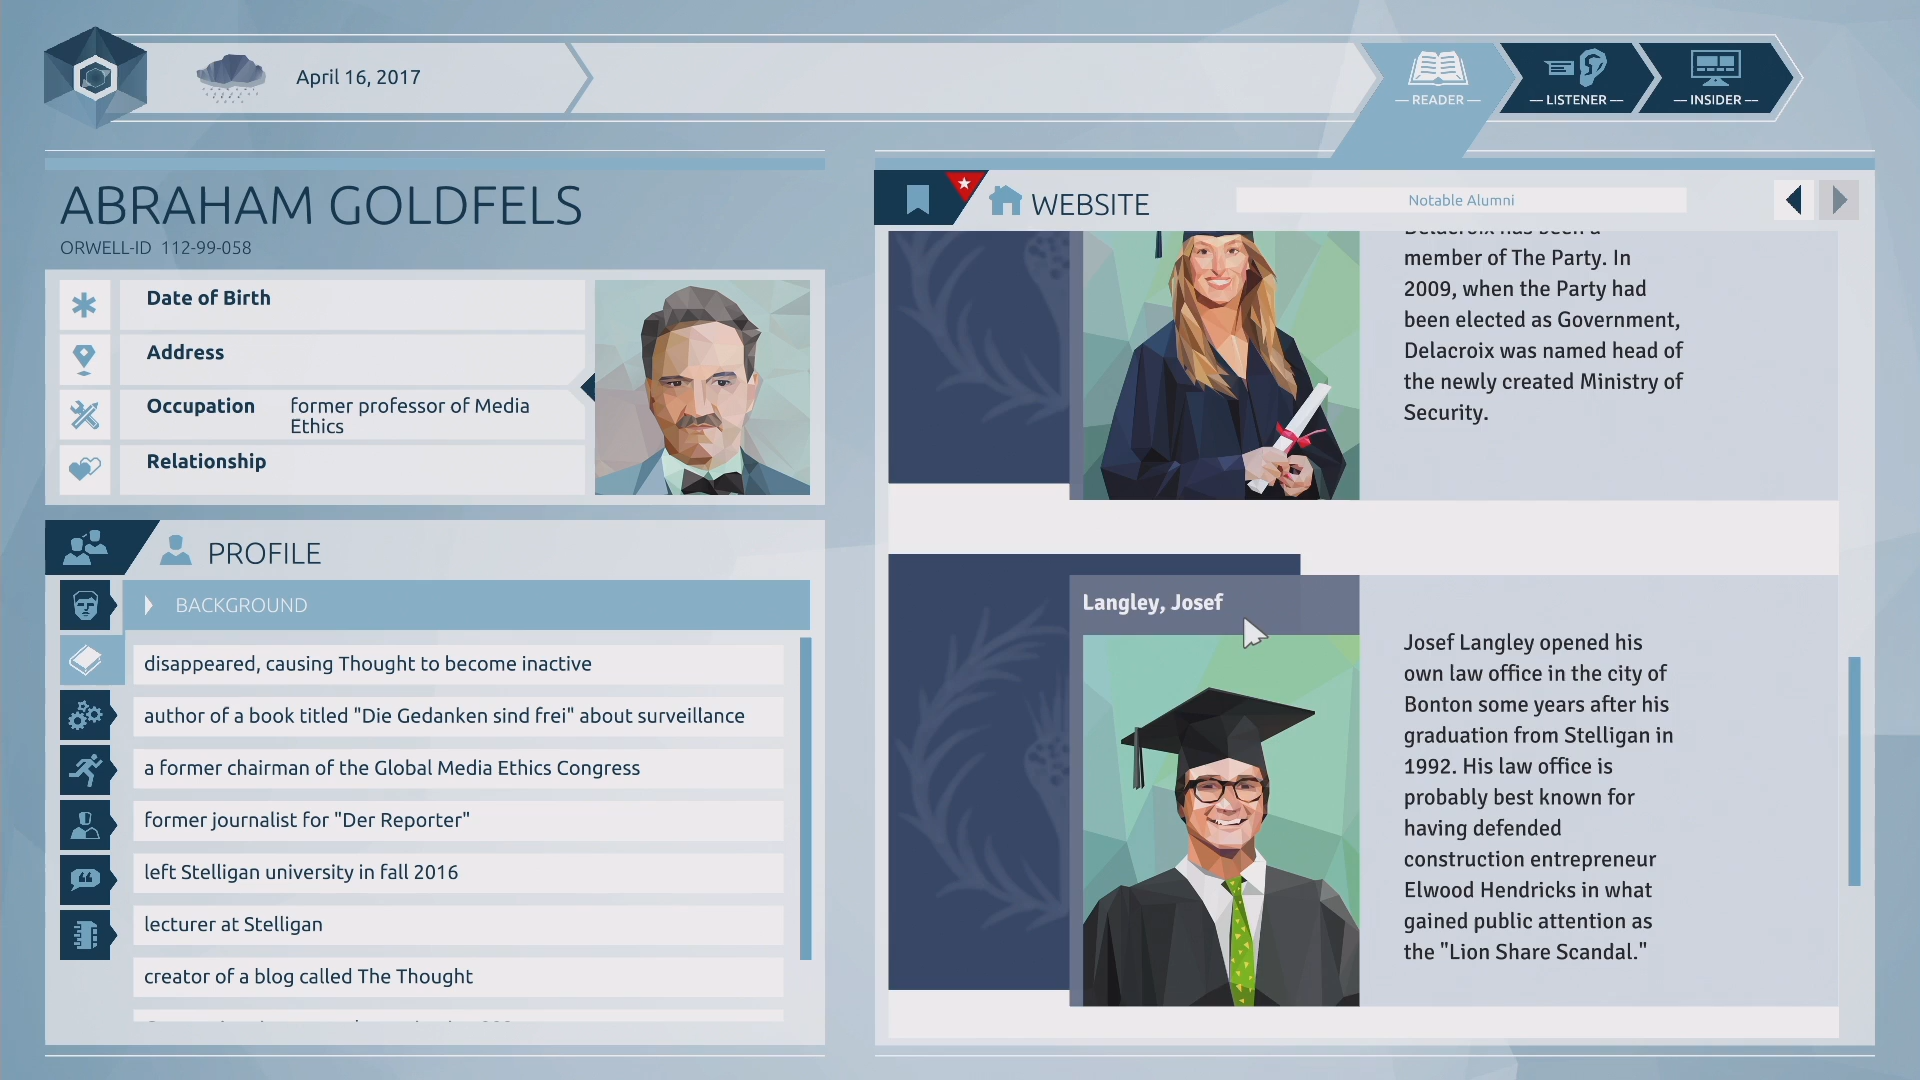 April 16, 2017
READER
LISTENER
INSIDER
ABRAHAM GOLDFELS
ORWELL-ID 112-99-058
Date of Birth
Address
Occupation former professor of Media
Ethics
Relationship
PROFILE
BACKGROUND
disappeared, causing Thought to become inactive
author of a book titled "Die Gedanken sind frei" about surveillance
a former chairman of the Global Media Ethics Congress
former journalist for "Der Reporter"
left Stelligan university in fall 2016
lecturer at Stelligan
creator of a blog called The Thought
WEBSITE
Notable Alumni
Delacroix has been a
member of The Party. In
2009, when the Party had
been elected as Government,
Delacroix was named head of
the newly created Ministry of
Security.
Langley, Josef
Josef Langley opened his
own law office in the city of
Bonton some years after his
graduation from Stelligan in
1992. His law office is
probably best known for
having defended
construction entrepreneur
Elwood Hendricks in what
gained public attention as
the "Lion Share Scandal."